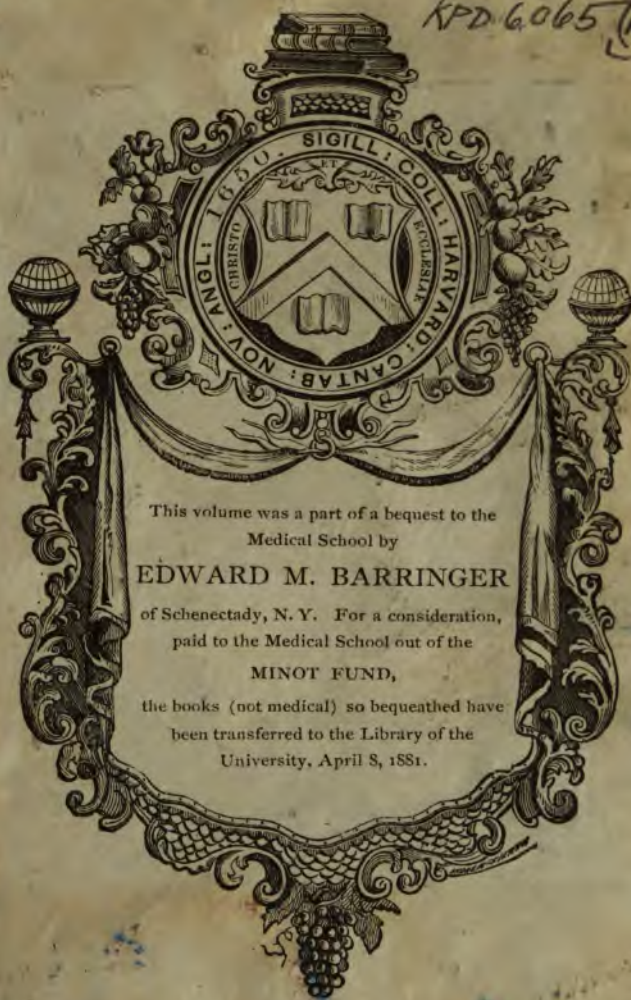 KPD 6065
SIGILL: COLL: HARVARD: CANTAB: NOV: ANGL: 1650.
ET
CHRISTO
ECCLESIAE
This volume was a part of a bequest to the
Medical School by
EDWARD M. BARRINGER
of Schenectady, N. Y. For a consideration,
paid to the Medical School out of the
MINOT FUND,
the books (not medical) so bequeathed have
been transferred to the Library of the
University, April 8, 1881.